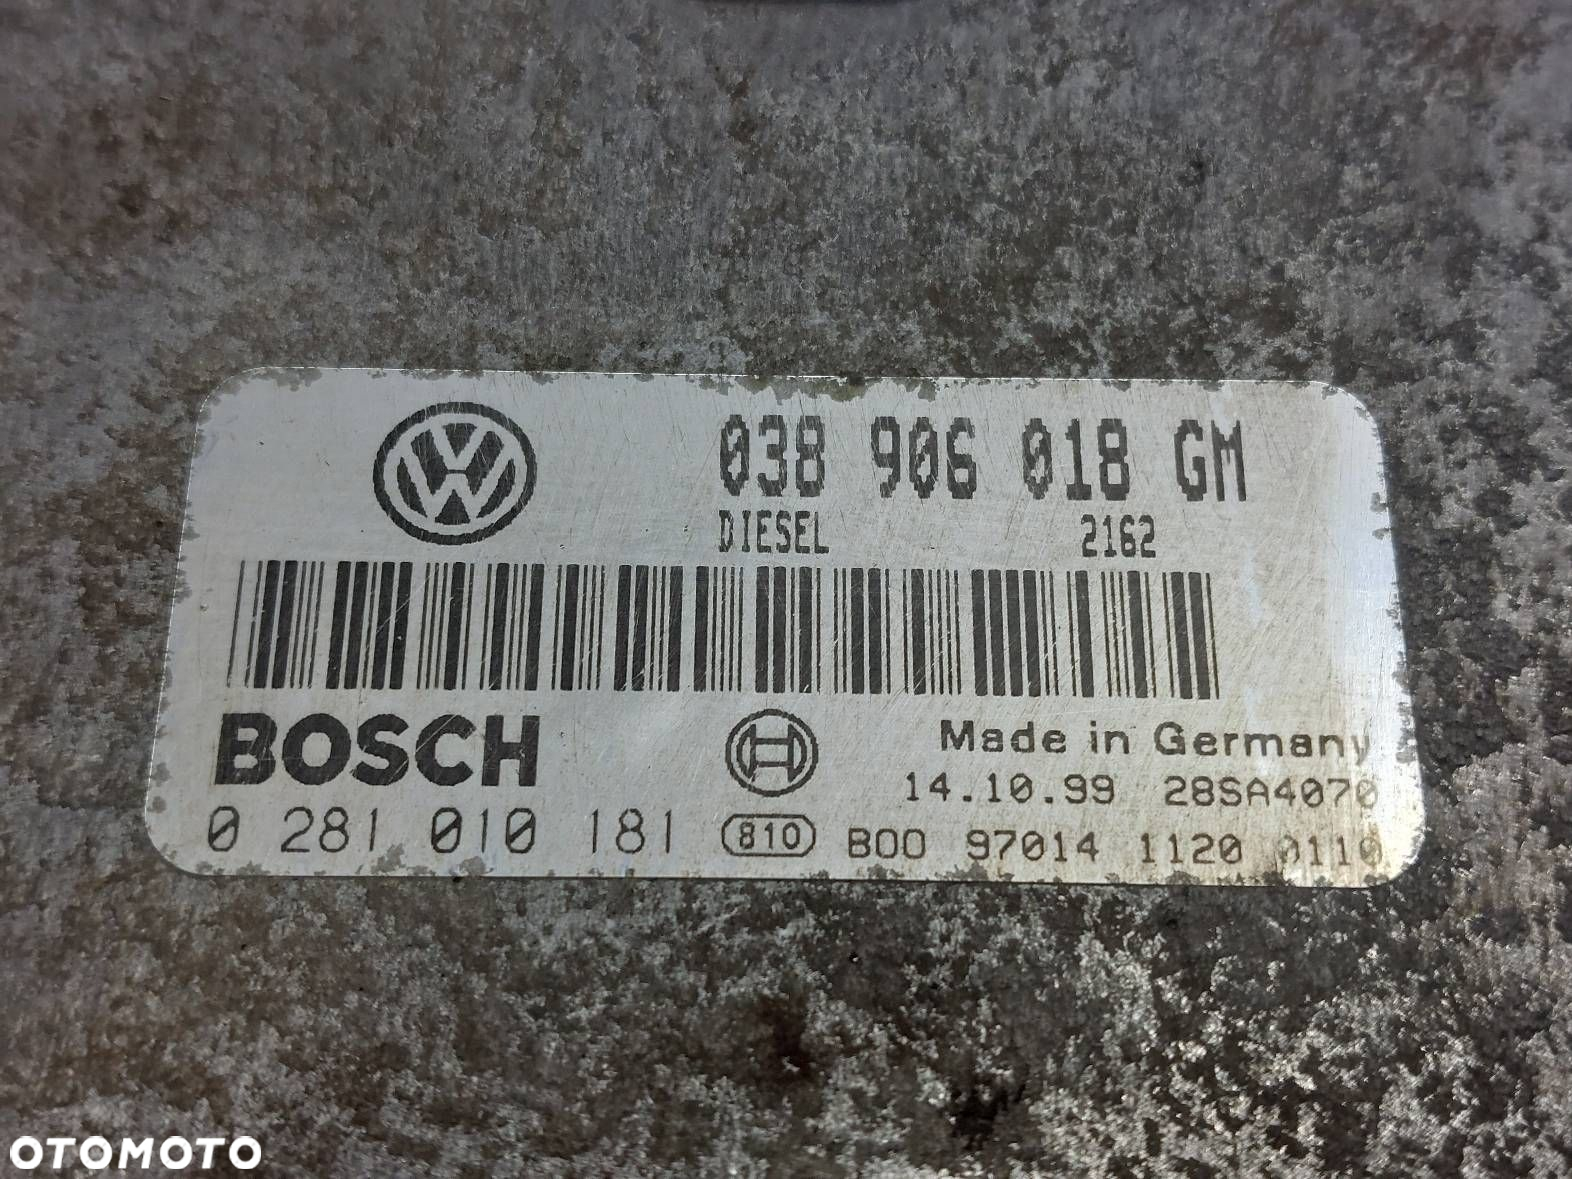 038 906 018 GM
DIESEL 2162
BOSCH
Made in Germany
14.10.99 28SA4070
0 281 010 181 810 B00 97014 1120 0110
OTOMOTO